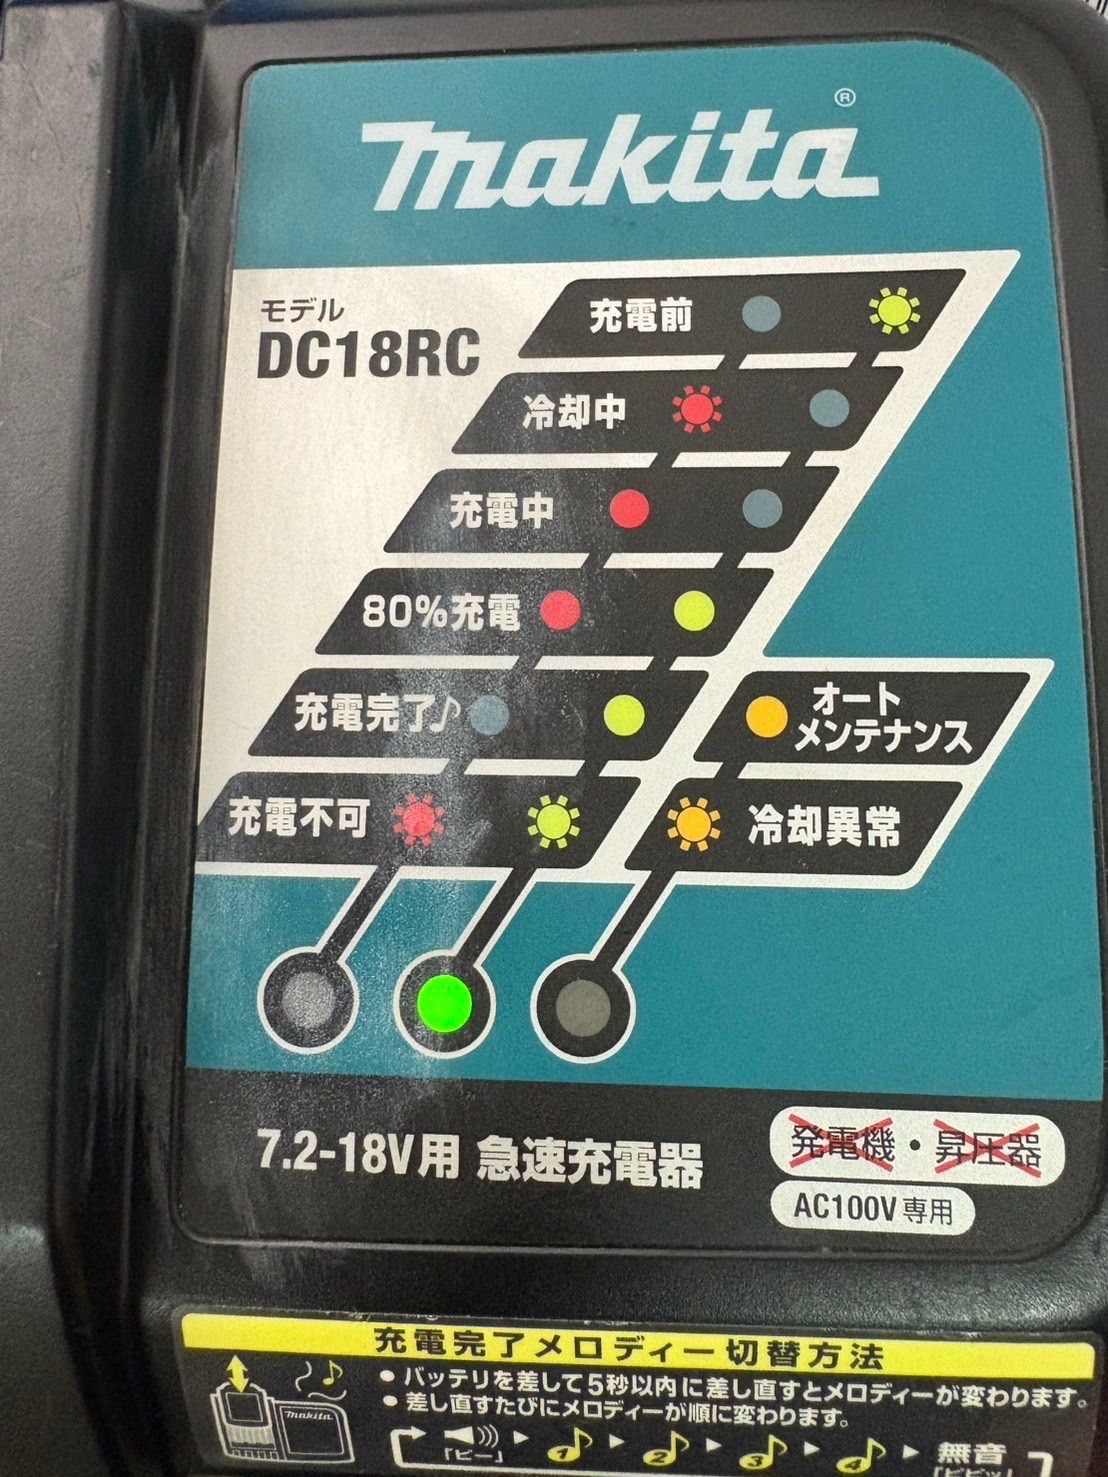 makita®
モデル
DC18RC
充電前
冷却中
充電中
80%充電
充電完了♪
オート
メンテナンス
充電不可
冷却異常
7.2-18V用 急速充電器
発電機・昇圧器
AC100V専用
充電完了メロディー切替方法
● バッテリを差して5秒以内に差し直すとメロディーが変わります。
● 差し直すたびにメロディーが順に変わります。
makita
「ピー」 1 2 3 4 無音